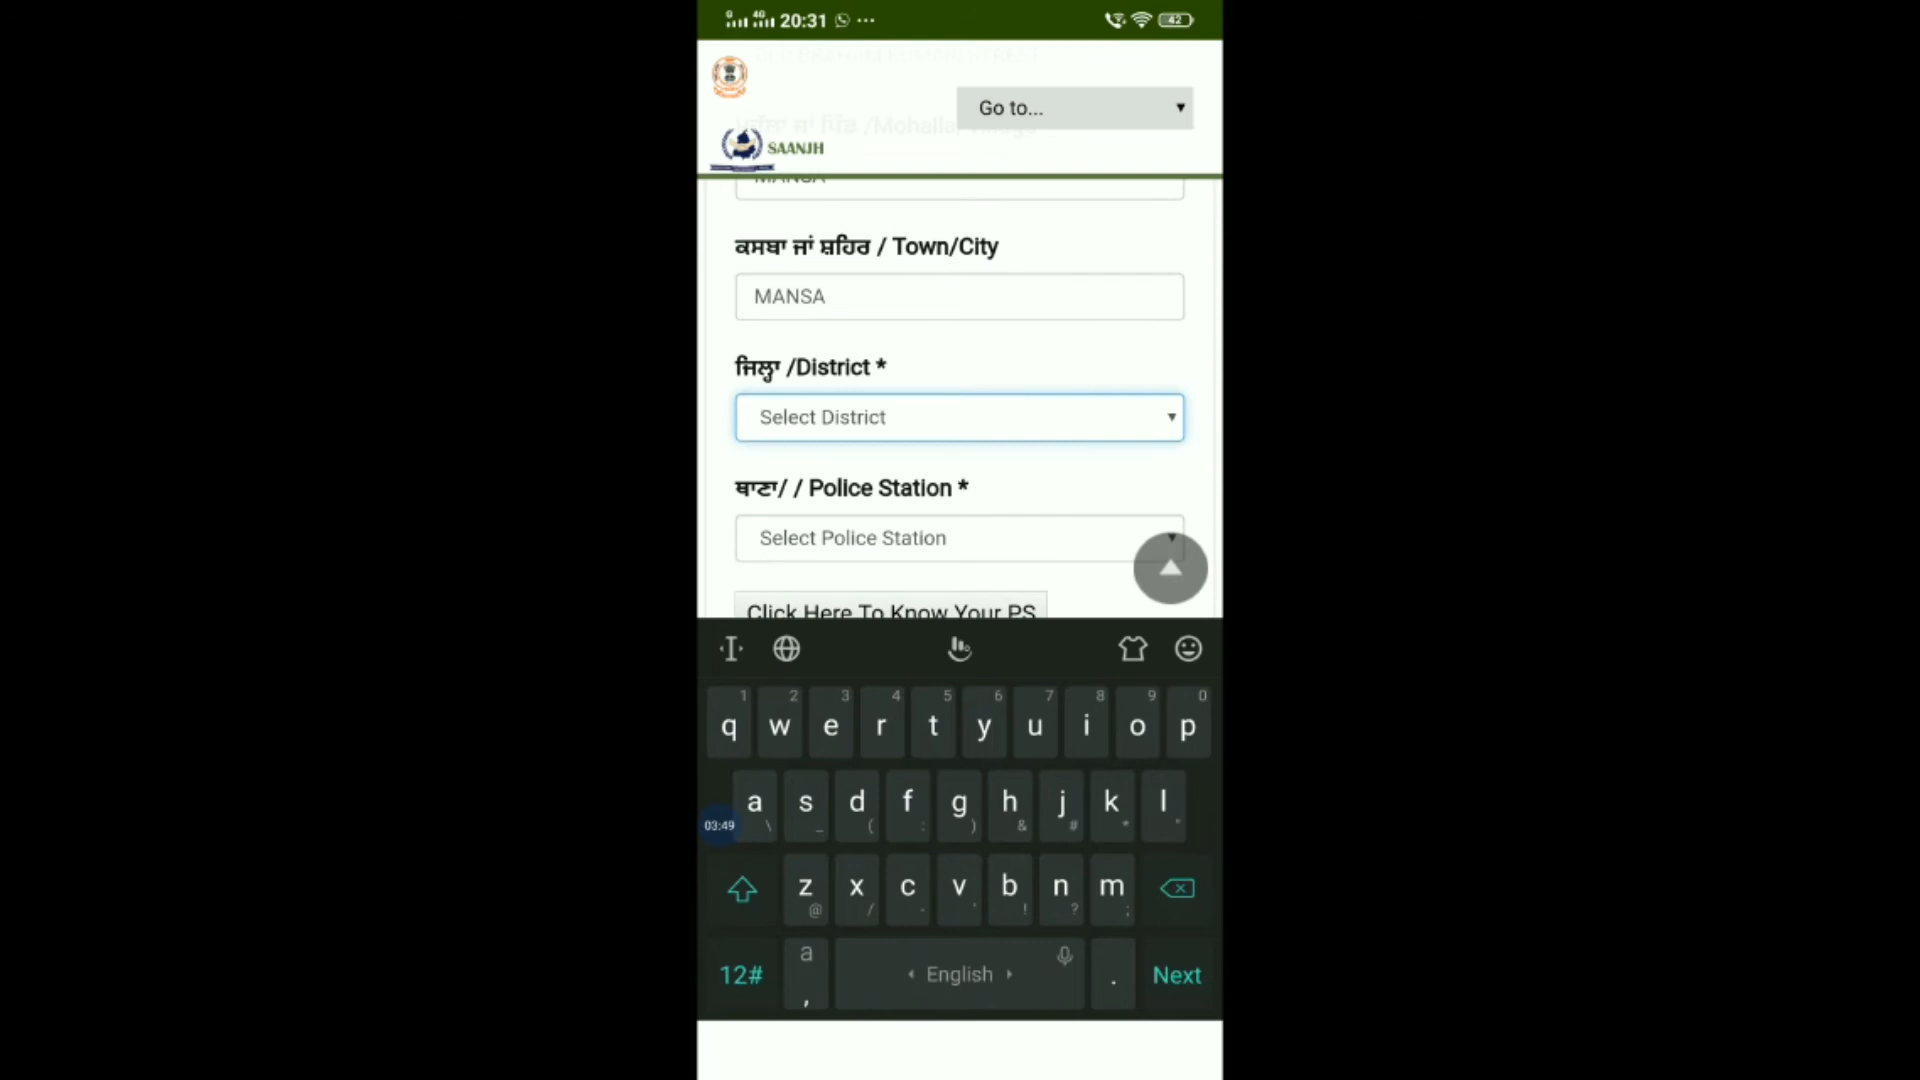 20:31
42
Go to...
SAANJH
MANSA
ਕਸਬਾ ਜਾਂ ਸ਼ਹਿਰ / Town/City
MANSA
ਜਿਲ੍ਹਾ /District *
Select District
ਥਾਣਾ/ / Police Station *
Select Police Station
Click Here To Know Your PS
1 2 3 4 5 6 7 8 9 0
q w e r t y u i o p
a s d f g h j k l
03:49
\ _ ( : ) & # * "
z x c v b n m
@ / - ' ! ? ;
12# a , English . Next